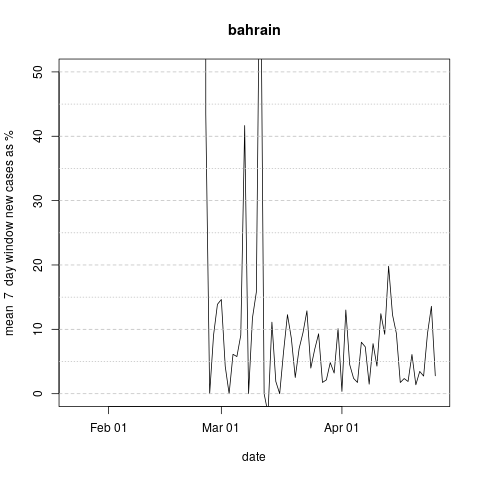 bahrain
mean 7 day window new cases as %
50
40
30
20
10
0
Feb 01
Mar 01
Apr 01
date